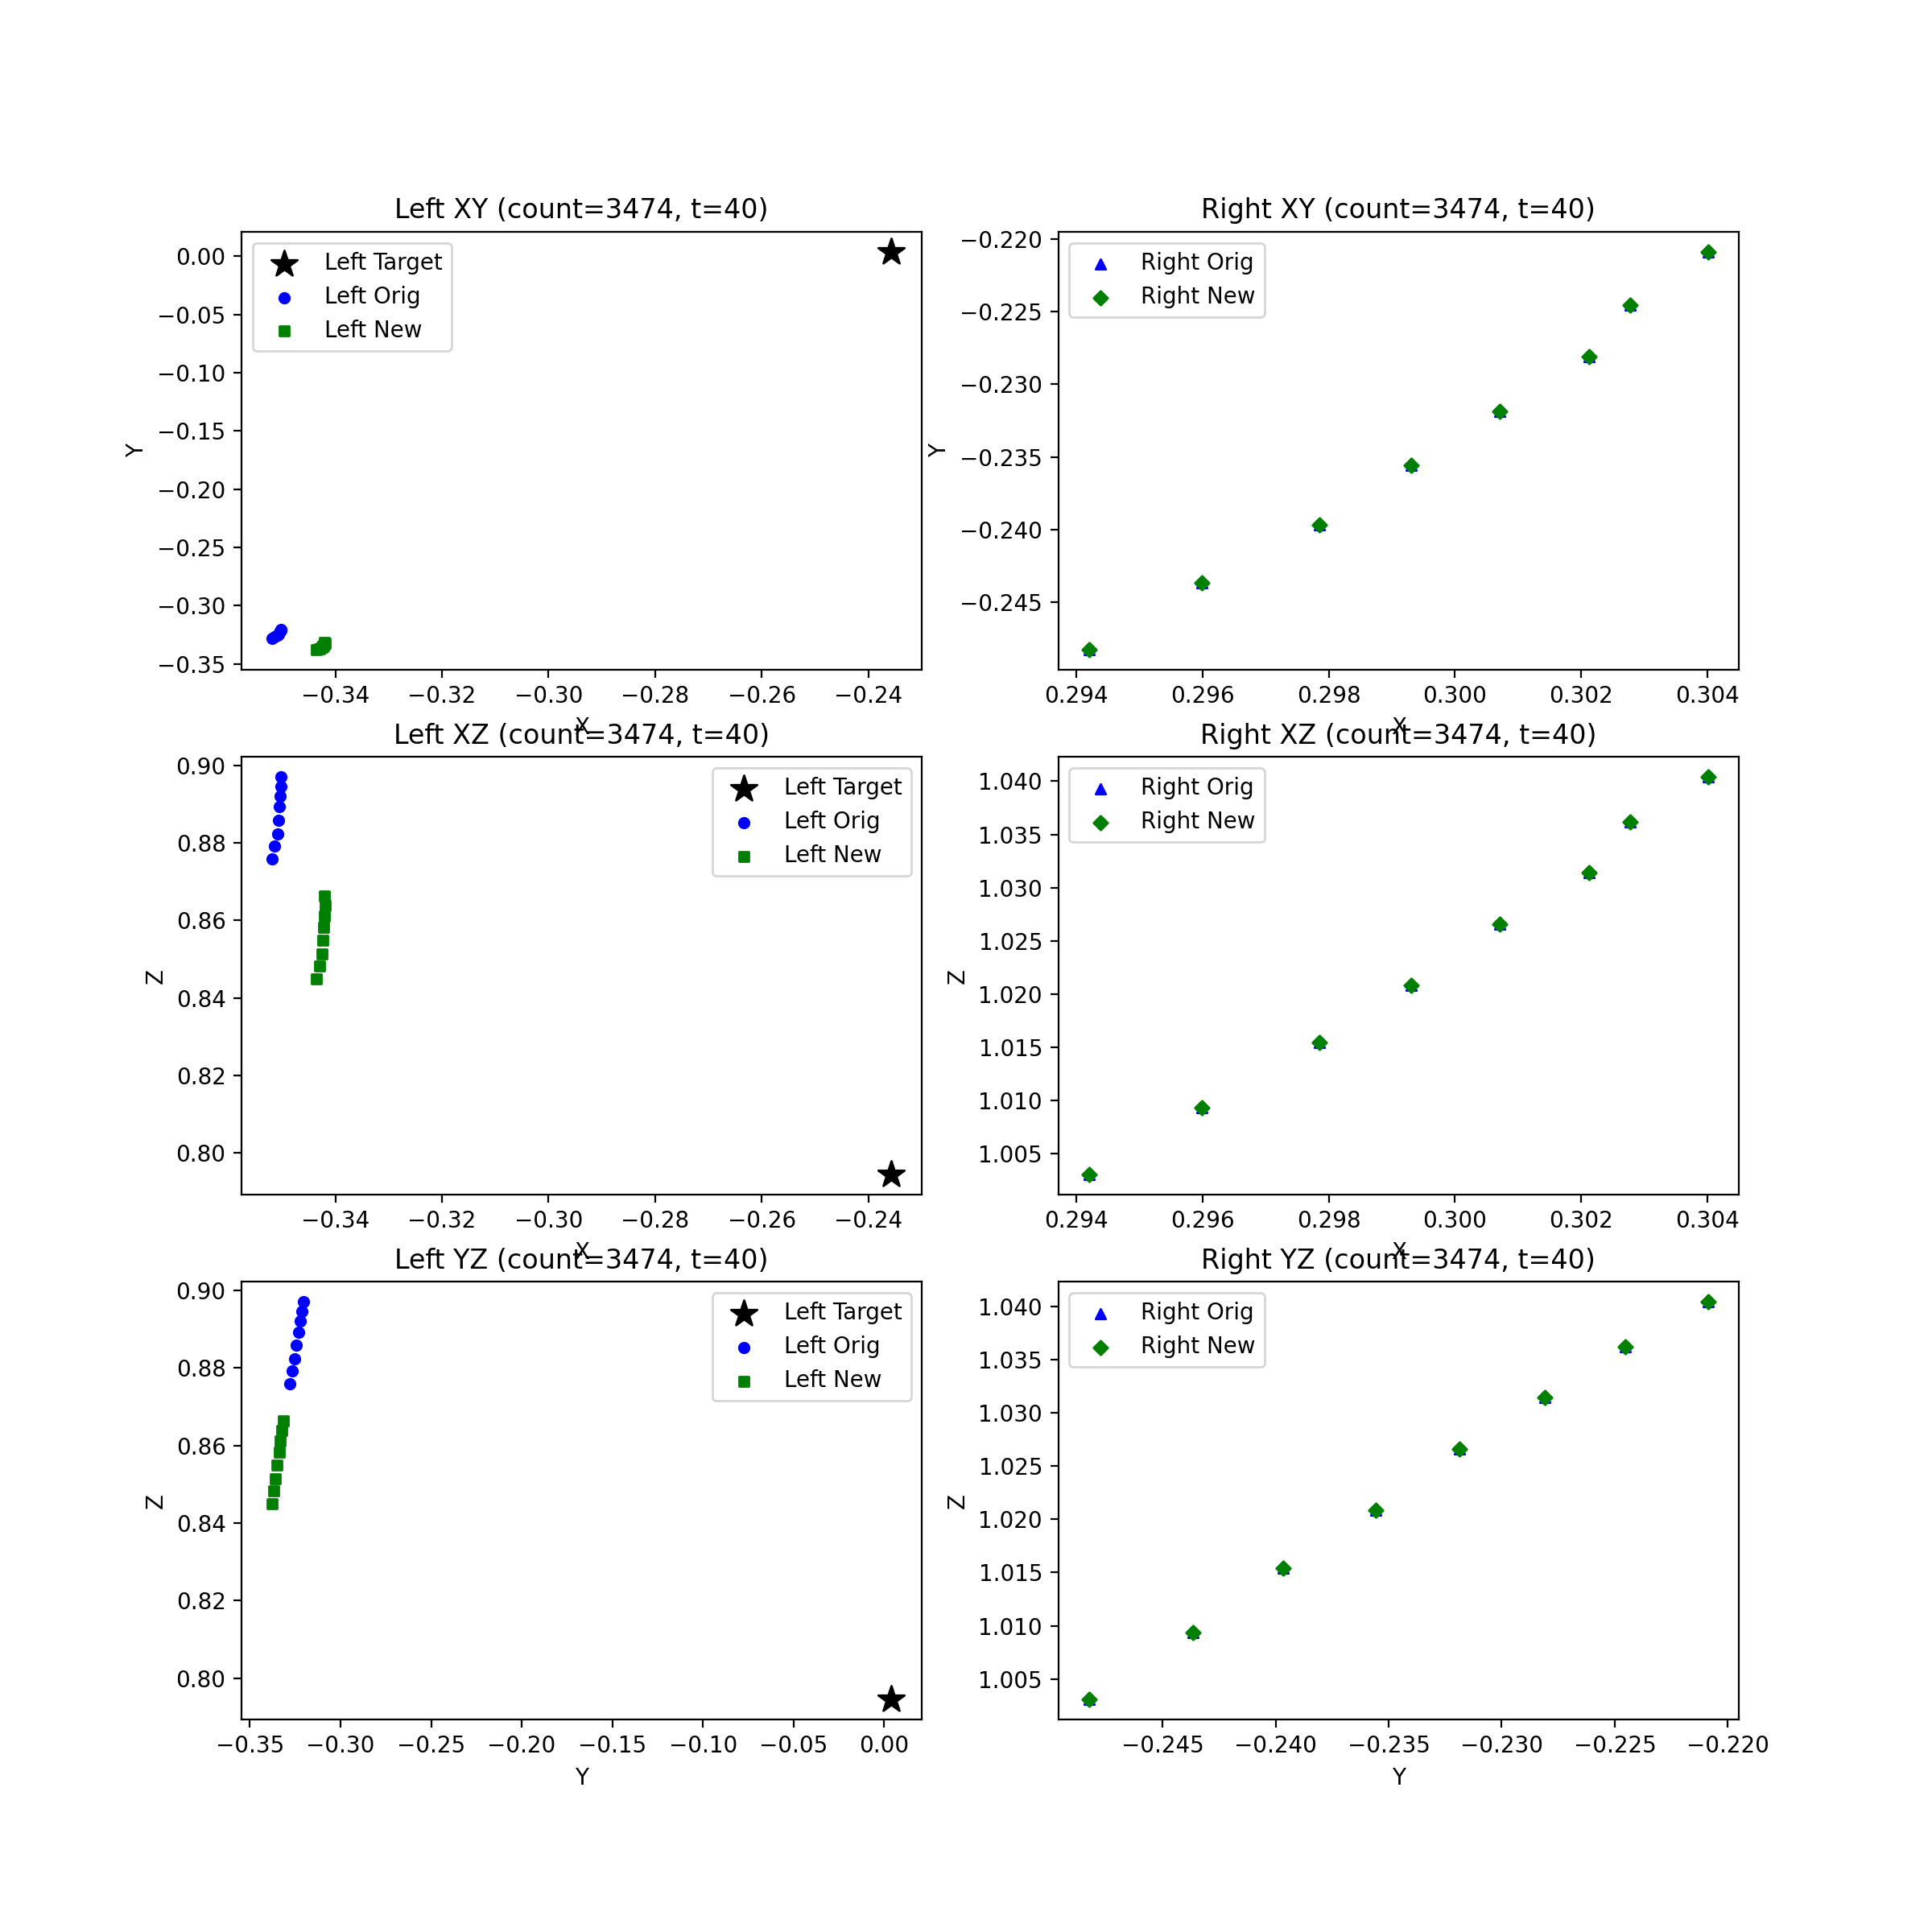 Left XY (count=3474, t=40)
Left Target
Left Orig
Left New
0.00
−0.05
−0.10
−0.15
−0.20
−0.25
−0.30
−0.35
Y
−0.34
−0.32
−0.30
−0.28
−0.26
−0.24
X
Right XY (count=3474, t=40)
Right Orig
Right New
−0.220
−0.225
−0.230
−0.235
−0.240
−0.245
Y
0.294
0.296
0.298
0.300
0.302
0.304
X
Left XZ (count=3474, t=40)
Left Target
Left Orig
Left New
0.90
0.88
0.86
0.84
0.82
0.80
Z
−0.34
−0.32
−0.30
−0.28
−0.26
−0.24
X
Right XZ (count=3474, t=40)
Right Orig
Right New
1.040
1.035
1.030
1.025
1.020
1.015
1.010
1.005
Z
0.294
0.296
0.298
0.300
0.302
0.304
X
Left YZ (count=3474, t=40)
Left Target
Left Orig
Left New
0.90
0.88
0.86
0.84
0.82
0.80
Z
−0.35
−0.30
−0.25
−0.20
−0.15
−0.10
−0.05
0.00
Y
Right YZ (count=3474, t=40)
Right Orig
Right New
1.040
1.035
1.030
1.025
1.020
1.015
1.010
1.005
Z
−0.245
−0.240
−0.235
−0.230
−0.225
−0.220
Y